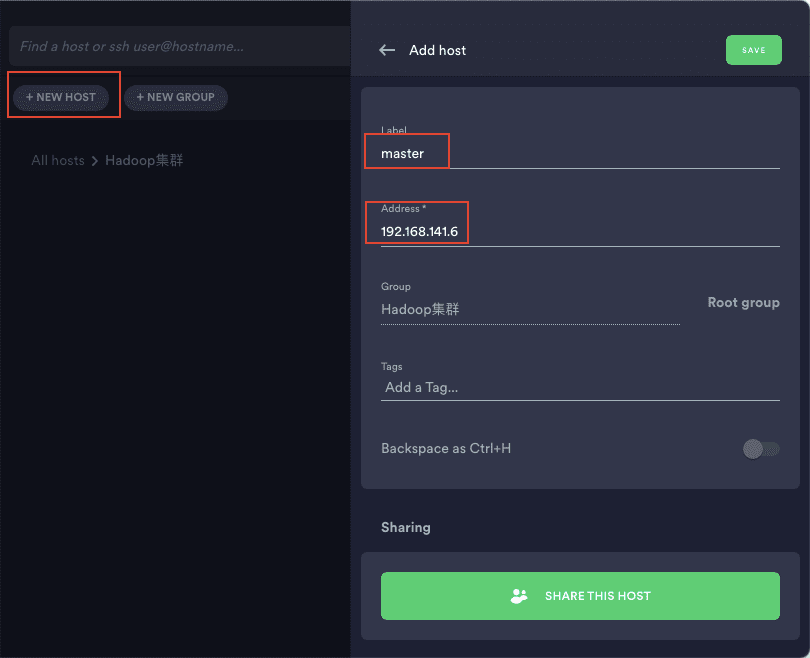 Find a host or ssh user@hostname...
+ NEW HOST
+ NEW GROUP
All hosts > Hadoop集群
← Add host
SAVE
Label
master
Address *
192.168.141.6
Group
Hadoop集群
Root group
Tags
Add a Tag...
Backspace as Ctrl+H
Sharing
SHARE THIS HOST